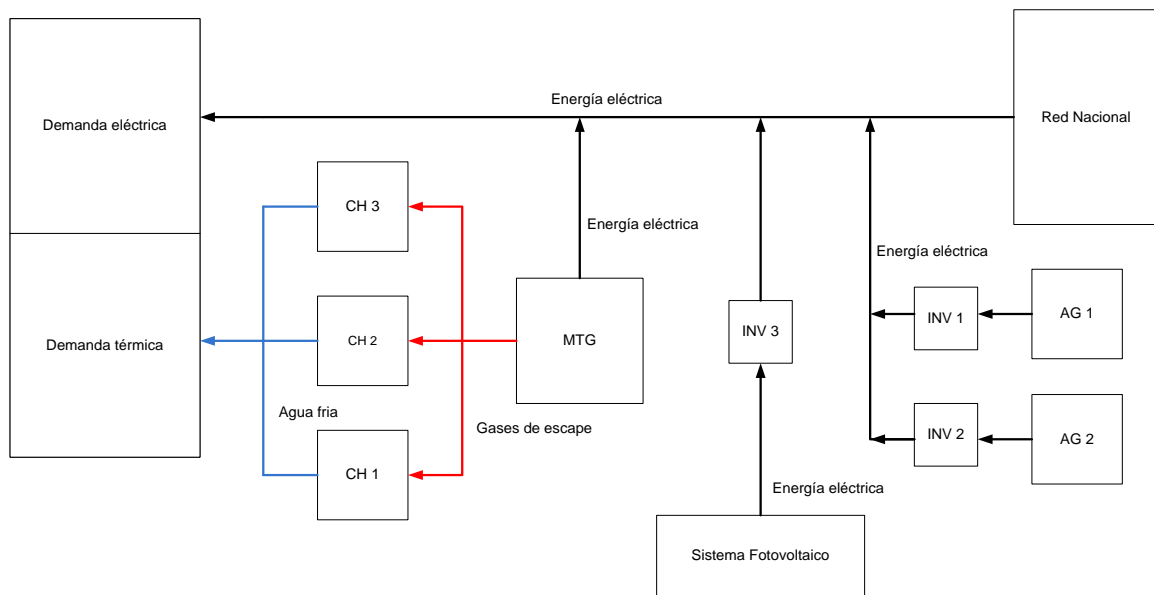 Energía eléctrica
Demanda eléctrica
Red Nacional
CH 3
Energía eléctrica
Energía eléctrica
INV 1
AG 1
Demanda térmica
CH 2
MTG
INV 3
Agua fria
Gases de escape
INV 2
AG 2
CH 1
Energía eléctrica
Sistema Fotovoltaico